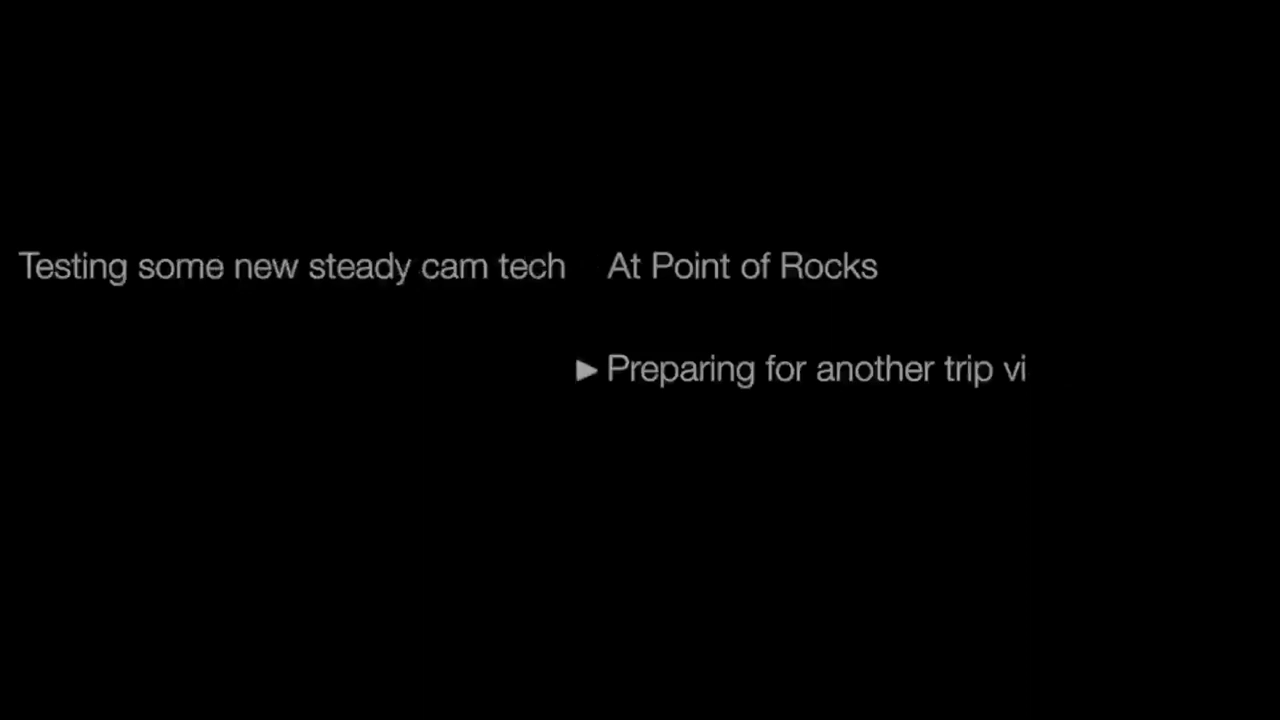 Testing some new steady cam tech At Point of Rocks
►Preparing for another trip vi